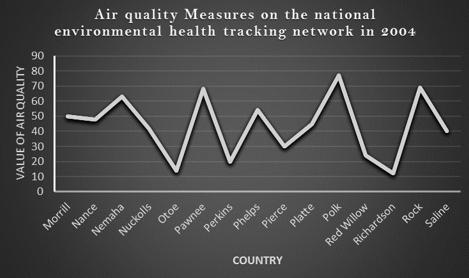 Air quality Measures on the national
environmental health tracking network in 2004
VALUE OF AIR QUALITY
90
80
70
60
50
40
30
20
10
0
Morrill
Nance
Nemaha
Nuckolls
Otoe
Pawnee
Perkins
Phelps
Pierce
Platte
Polk
Red Willow
Richardson
Rock
Saline
COUNTRY